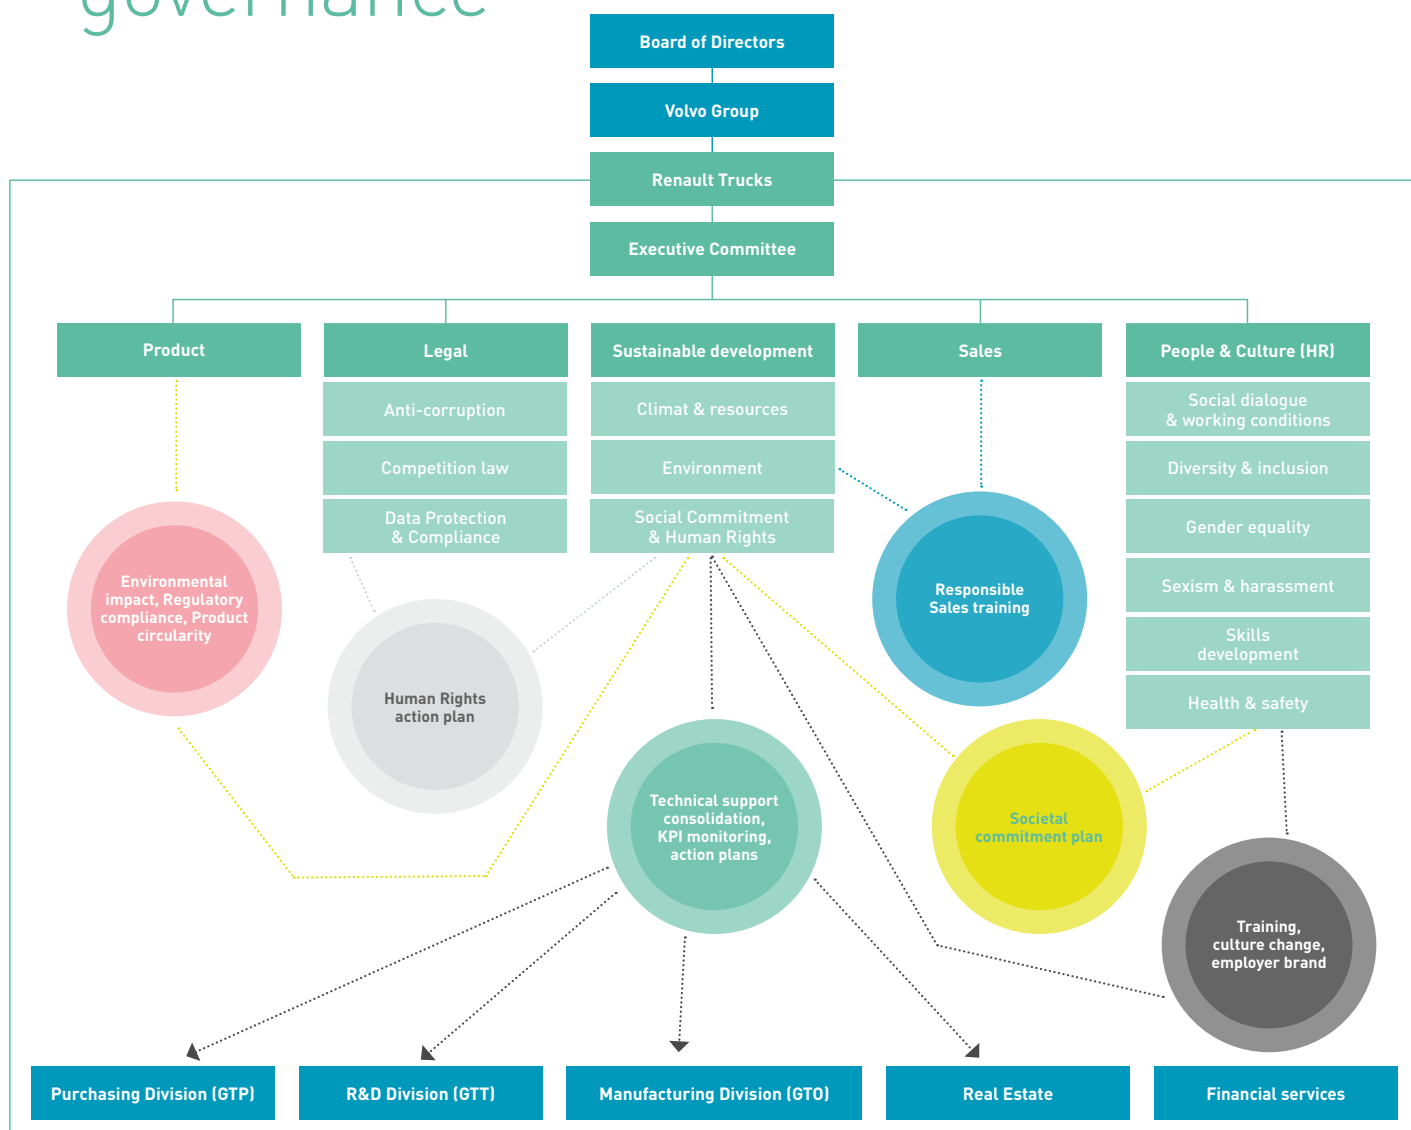 governance
Board of Directors
Volvo Group
Renault Trucks
Executive Committee
Product
Legal
Sustainable development
Sales
People & Culture (HR)
Anti-corruption
Competition law
Data Protection
& Compliance
Climat & resources
Environment
Social Commitment
& Human Rights
Social dialogue
& working conditions
Diversity & inclusion
Gender equality
Sexism & harassment
Skills
development
Health & safety
Environmental
impact, Regulatory
compliance, Product
circularity
Human Rights
action plan
Responsible
Sales training
Technical support
consolidation,
KPI monitoring,
action plans
Societal
commitment plan
Training,
culture change,
employer brand
Purchasing Division (GTP)
R&D Division (GTT)
Manufacturing Division (GTO)
Real Estate
Financial services